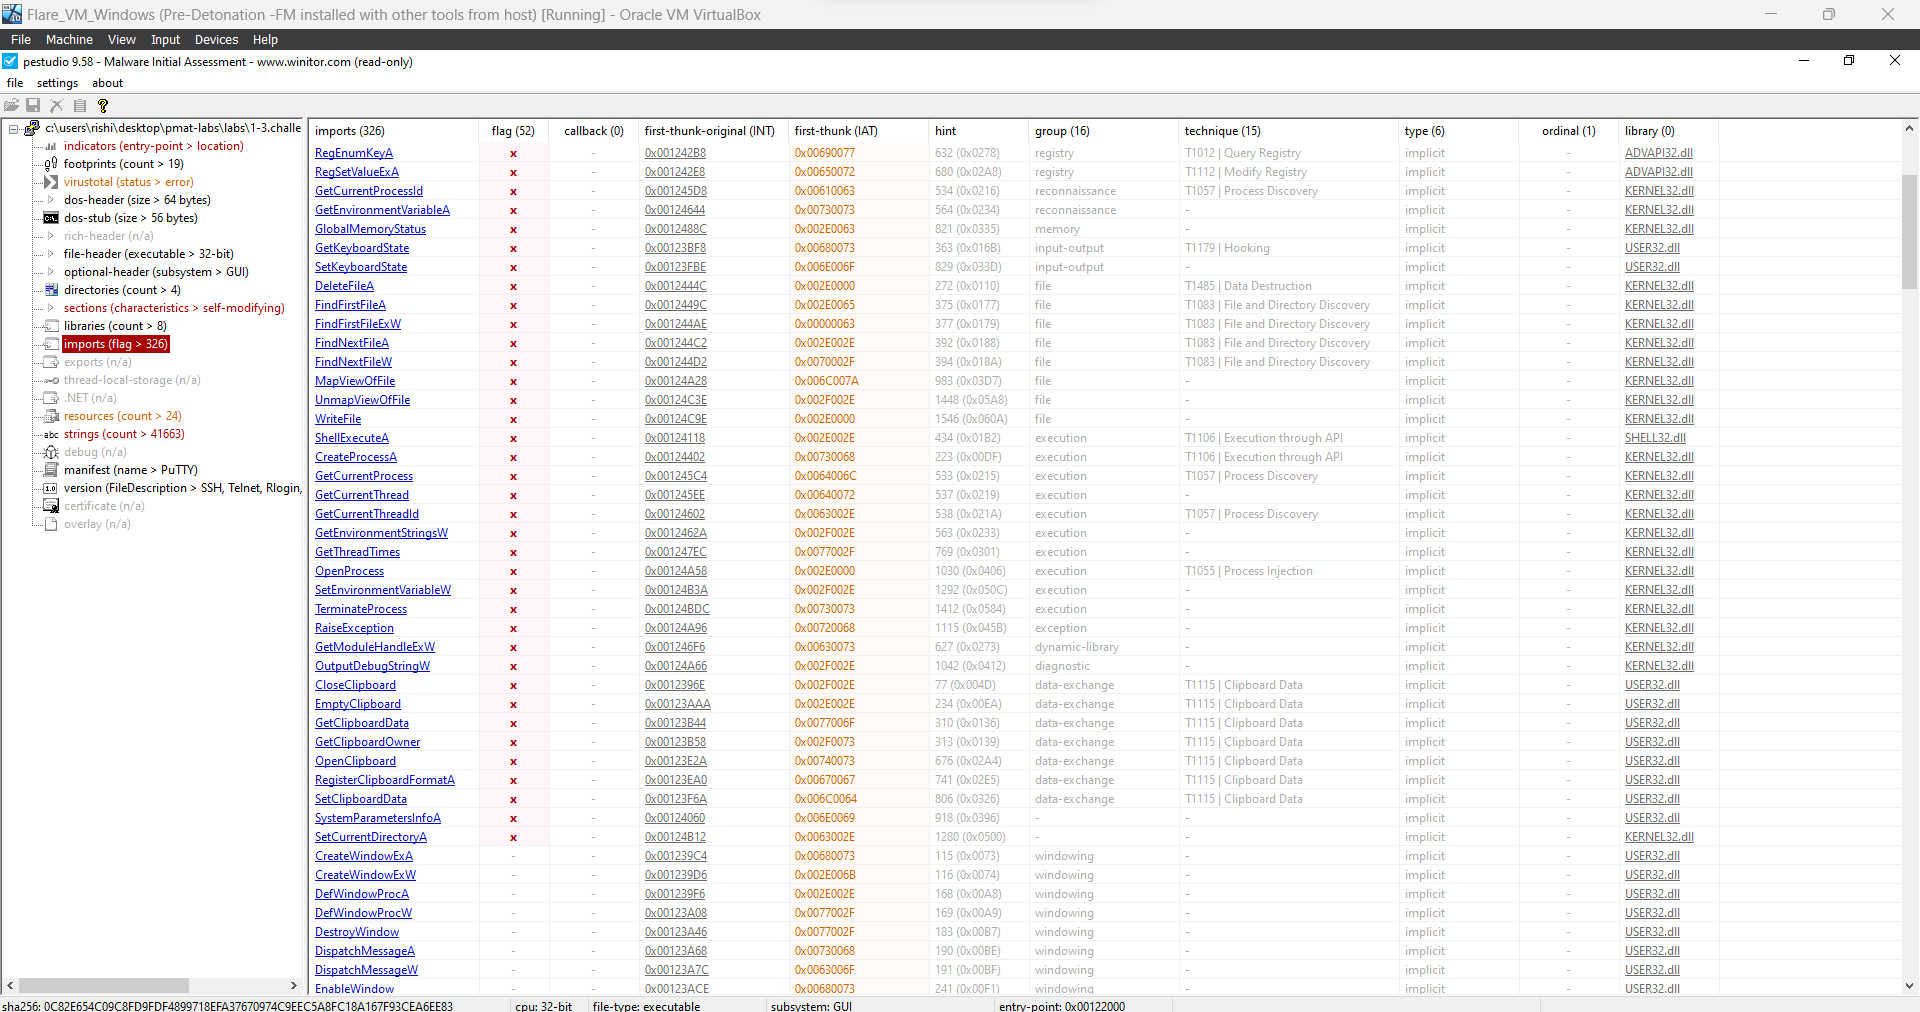 Flare_VM_Windows (Pre-Detonation -FM installed with other tools from host) [Running] - Oracle VM VirtualBox
File Machine View Input Devices Help
pestudio 9.58 - Malware Initial Assessment - www.winitor.com (read-only)
file settings about
c:\users\rishi\desktop\pmat-labs\labs\1-3.challe
indicators (entry-point > location)
footprints (count > 19)
virustotal (status > error)
dos-header (size > 64 bytes)
dos-stub (size > 56 bytes)
rich-header (n/a)
file-header (executable > 32-bit)
optional-header (subsystem > GUI)
directories (count > 4)
sections (characteristics > self-modifying)
libraries (count > 8)
imports (flag > 326)
exports (n/a)
thread-local-storage (n/a)
.NET (n/a)
resources (count > 24)
abc strings (count > 41663)
debug (n/a)
manifest (name > PuTTY)
1.0 version (FileDescription > SSH, Telnet, Rlogin,
certificate (n/a)
overlay (n/a)
imports (326) flag (52) callback (0) first-thunk-original (INT) first-thunk (IAT) hint group (16) technique (15) type (6) ordinal (1) library (0)
RegEnumKeyA x - 0x001242B8 0x00690077 632 (0x0278) registry T1012 | Query Registry implicit - ADVAPI32.dll
RegSetValueExA x - 0x001242E8 0x00650072 680 (0x02A8) registry T1112 | Modify Registry implicit - ADVAPI32.dll
GetCurrentProcessId x - 0x001245D8 0x00610063 534 (0x0216) reconnaissance T1057 | Process Discovery implicit - KERNEL32.dll
GetEnvironmentVariableA x - 0x00124644 0x00730073 564 (0x0234) reconnaissance - implicit - KERNEL32.dll
GlobalMemoryStatus x - 0x0012488C 0x002E0063 821 (0x0335) memory - implicit - KERNEL32.dll
GetKeyboardState x - 0x00123BF8 0x00680073 363 (0x016B) input-output T1179 | Hooking implicit - USER32.dll
SetKeyboardState x - 0x00123FBE 0x006E006F 829 (0x033D) input-output - implicit - USER32.dll
DeleteFileA x - 0x0012444C 0x002E0000 272 (0x0110) file T1485 | Data Destruction implicit - KERNEL32.dll
FindFirstFileA x - 0x0012449C 0x002E0065 375 (0x0177) file T1083 | File and Directory Discovery implicit - KERNEL32.dll
FindFirstFileExW x - 0x001244AE 0x00000063 377 (0x0179) file T1083 | File and Directory Discovery implicit - KERNEL32.dll
FindNextFileA x - 0x001244C2 0x002E002E 392 (0x0188) file T1083 | File and Directory Discovery implicit - KERNEL32.dll
FindNextFileW x - 0x001244D2 0x0070002F 394 (0x018A) file T1083 | File and Directory Discovery implicit - KERNEL32.dll
MapViewOfFile x - 0x00124A28 0x006C007A 983 (0x03D7) file - implicit - KERNEL32.dll
UnmapViewOfFile x - 0x00124C3E 0x002F002E 1448 (0x05A8) file - implicit - KERNEL32.dll
WriteFile x - 0x00124C9E 0x002E0000 1546 (0x060A) file - implicit - KERNEL32.dll
ShellExecuteA x - 0x00124118 0x002E002E 434 (0x01B2) execution T1106 | Execution through API implicit - SHELL32.dll
CreateProcessA x - 0x00124402 0x00730068 223 (0x00DF) execution T1106 | Execution through API implicit - KERNEL32.dll
GetCurrentProcess x - 0x001245C4 0x0064006C 533 (0x0215) execution T1057 | Process Discovery implicit - KERNEL32.dll
GetCurrentThread x - 0x001245EE 0x00640072 537 (0x0219) execution - implicit - KERNEL32.dll
GetCurrentThreadId x - 0x00124602 0x0063002E 538 (0x021A) execution T1057 | Process Discovery implicit - KERNEL32.dll
GetEnvironmentStringsW x - 0x0012462A 0x002F002E 563 (0x0233) execution - implicit - KERNEL32.dll
GetThreadTimes x - 0x001247EC 0x0077002F 769 (0x0301) execution - implicit - KERNEL32.dll
OpenProcess x - 0x00124A58 0x002E0000 1030 (0x0406) execution T1055 | Process Injection implicit - KERNEL32.dll
SetEnvironmentVariableW x - 0x00124B3A 0x002F002E 1292 (0x050C) execution - implicit - KERNEL32.dll
TerminateProcess x - 0x00124BDC 0x00730073 1412 (0x0584) execution - implicit - KERNEL32.dll
RaiseException x - 0x00124A96 0x00720068 1115 (0x045B) exception - implicit - KERNEL32.dll
GetModuleHandleExW x - 0x001246F6 0x00630073 627 (0x0273) dynamic-library - implicit - KERNEL32.dll
OutputDebugStringW x - 0x00124A66 0x002F002E 1042 (0x0412) diagnostic - implicit - KERNEL32.dll
CloseClipboard x - 0x0012396E 0x002F002E 77 (0x004D) data-exchange T1115 | Clipboard Data implicit - USER32.dll
EmptyClipboard x - 0x00123AAA 0x002E002E 234 (0x00EA) data-exchange T1115 | Clipboard Data implicit - USER32.dll
GetClipboardData x - 0x00123B44 0x0077006F 310 (0x0136) data-exchange T1115 | Clipboard Data implicit - USER32.dll
GetClipboardOwner x - 0x00123B58 0x002F0073 313 (0x0139) data-exchange T1115 | Clipboard Data implicit - USER32.dll
OpenClipboard x - 0x00123E2A 0x00740073 676 (0x02A4) data-exchange T1115 | Clipboard Data implicit - USER32.dll
RegisterClipboardFormatA x - 0x00123EA0 0x00670067 741 (0x02E5) data-exchange T1115 | Clipboard Data implicit - USER32.dll
SetClipboardData x - 0x00123F6A 0x006C0064 806 (0x0326) data-exchange T1115 | Clipboard Data implicit - USER32.dll
SystemParametersInfoA x - 0x00124060 0x006E0069 918 (0x0396) - - implicit - USER32.dll
SetCurrentDirectoryA x - 0x00124B12 0x0063002E 1280 (0x0500) - - implicit - KERNEL32.dll
CreateWindowExA - - 0x001239C4 0x00680073 115 (0x0073) windowing - implicit - USER32.dll
CreateWindowExW - - 0x001239D6 0x002E006B 116 (0x0074) windowing - implicit - USER32.dll
DefWindowProcA - - 0x001239F6 0x002E002E 168 (0x00A8) windowing - implicit - USER32.dll
DefWindowProcW - - 0x00123A08 0x0077002F 169 (0x00A9) windowing - implicit - USER32.dll
DestroyWindow - - 0x00123A46 0x0077002F 183 (0x00B7) windowing - implicit - USER32.dll
DispatchMessageA - - 0x00123A68 0x00730068 190 (0x00BE) windowing - implicit - USER32.dll
DispatchMessageW - - 0x00123A7C 0x0063006F 191 (0x00BF) windowing - implicit - USER32.dll
EnableWindow - - 0x00123ACE 0x00680073 241 (0x00F1) windowing - implicit - USER32.dll
sha256: 0C82E654C09C8FD9FDF4899718EFA37670974C9EEC5A8FC18A167F93CEA6EE83 cpu: 32-bit file-type: executable subsystem: GUI entry-point: 0x00122000